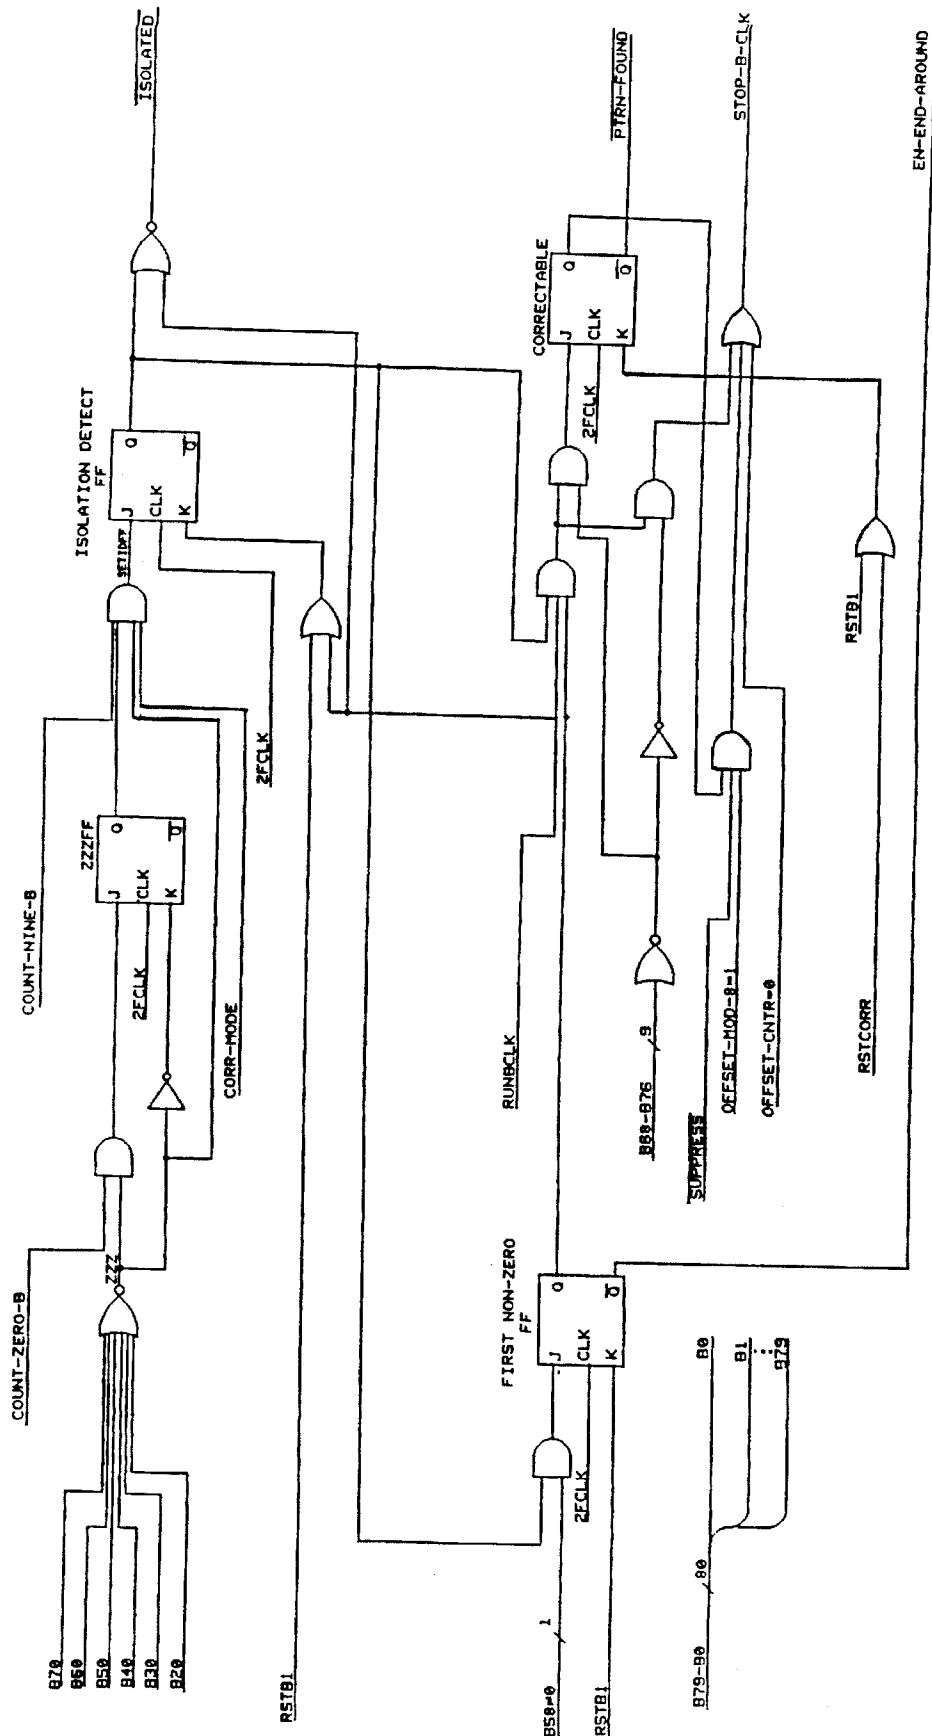 B70
B60
B50
B40
B30
B20
COUNT-ZERO-B
ZZZ
COUNT-NINE-B
ZZZFF
J
CLK
K
Q
Q
2FCLK
CORR-MODE
ISOLATION DETECT
FF
SETIDFF
J
CLK
K
Q
Q
2FCLK
ISOLATED
RSTB1
B58≠0
1
RSTB1
FIRST NON-ZERO
FF
J
CLK
K
Q
Q
2FCLK
RUNBCLK
B68-B76
9
SUPPRESS
OFFSET-MOD-8=1
OFFSET-CNTR=0
CORRECTABLE
J
CLK
K
Q
Q
2FCLK
PTRN-FOUND
STOP-B-CLK
RSTB1
RSTCORR
EN-END-AROUND
B79-B0
80
B0
B1
B79